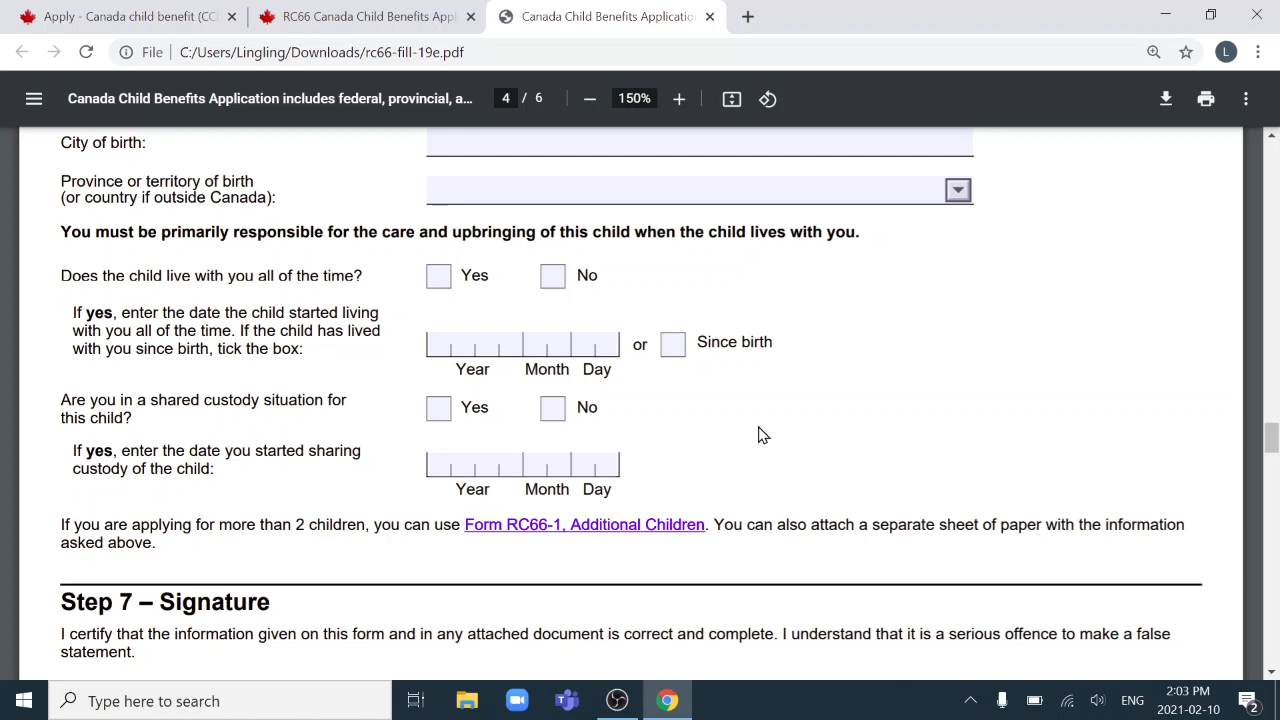 Apply - Canada child benefit (CC
RC66 Canada Child Benefits Appl
Canada Child Benefits Applicatio
File
C:/Users/Lingling/Downloads/rc66-fill-19e.pdf
L
Canada Child Benefits Application includes federal, provincial, a...
4 / 6
150%
City of birth:
Province or territory of birth
(or country if outside Canada):
You must be primarily responsible for the care and upbringing of this child when the child lives with you.
Does the child live with you all of the time?
Yes
No
If yes, enter the date the child started living
with you all of the time. If the child has lived
with you since birth, tick the box:
or
Since birth
Year
Month
Day
Are you in a shared custody situation for
this child?
Yes
No
If yes, enter the date you started sharing
custody of the child:
Year
Month
Day
If you are applying for more than 2 children, you can use Form RC66-1, Additional Children. You can also attach a separate sheet of paper with the information
asked above.
Step 7 – Signature
I certify that the information given on this form and in any attached document is correct and complete. I understand that it is a serious offence to make a false
statement.
Type here to search
ENG
2:03 PM
2021-02-10
2